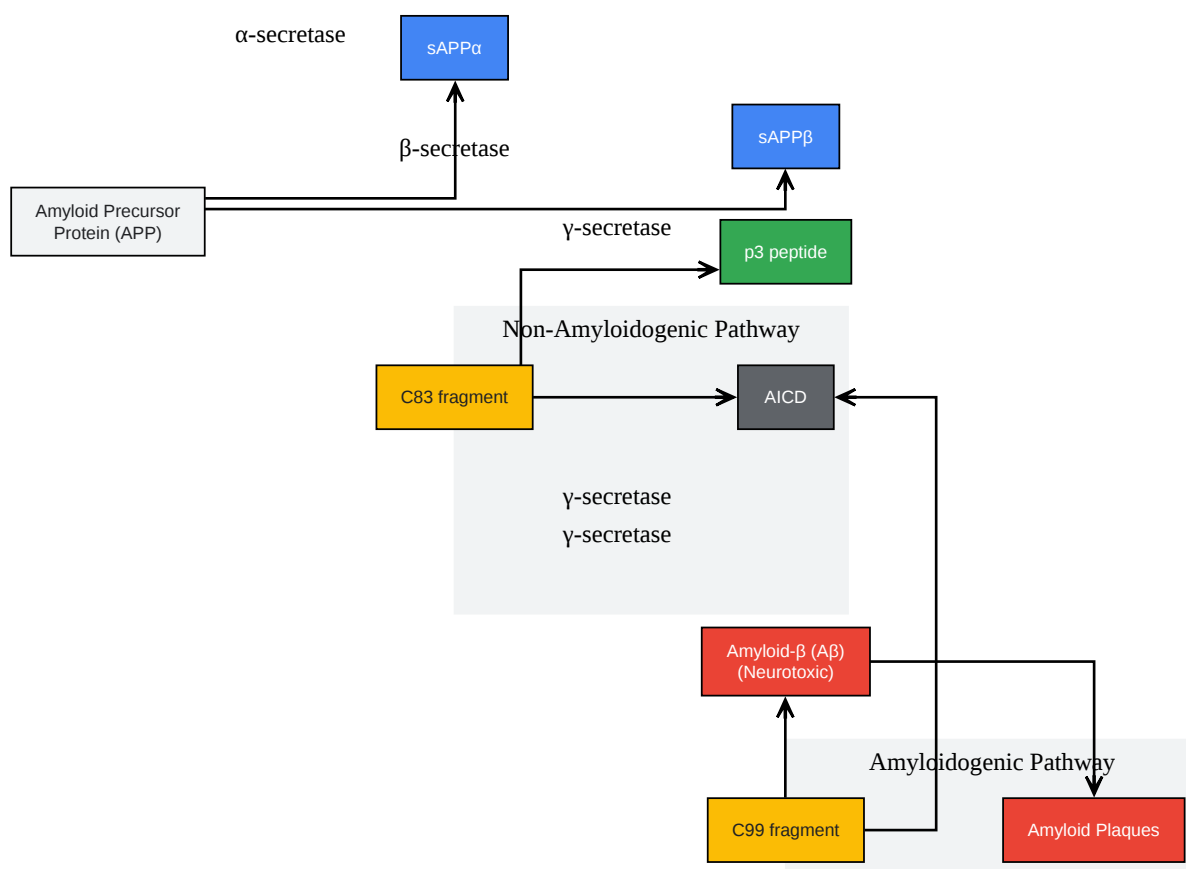 α-secretase
sAPPα
sAPPβ
β-secretase
Amyloid Precursor
Protein (APP)
γ-secretase
p3 peptide
Non-Amyloidogenic Pathway
C83 fragment
AICD
γ-secretase
γ-secretase
Amyloid-β (Aβ)
(Neurotoxic)
Amyloidogenic Pathway
C99 fragment
Amyloid Plaques